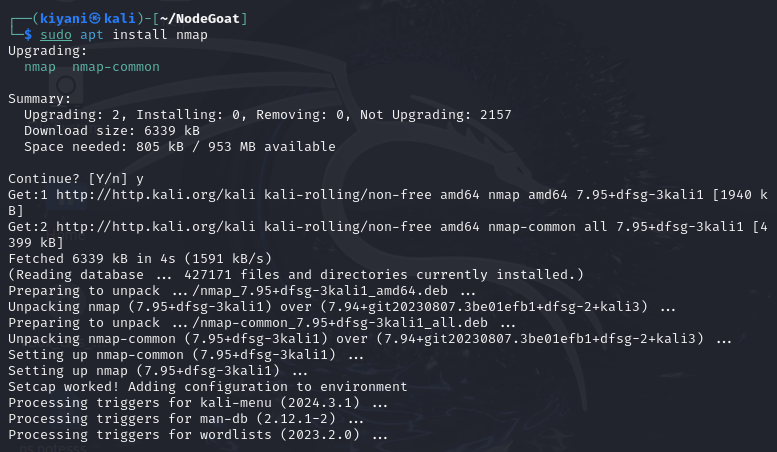 ┌──(kiyani㉿kali)-[~/NodeGoat]
└─$ sudo apt install nmap
Upgrading:
  nmap  nmap-common

Summary:
  Upgrading: 2, Installing: 0, Removing: 0, Not Upgrading: 2157
  Download size: 6339 kB
  Space needed: 805 kB / 953 MB available

Continue? [Y/n] y
Get:1 http://http.kali.org/kali kali-rolling/non-free amd64 nmap amd64 7.95+dfsg-3kali1 [1940 k
B]
Get:2 http://http.kali.org/kali kali-rolling/non-free amd64 nmap-common all 7.95+dfsg-3kali1 [4
399 kB]
Fetched 6339 kB in 4s (1591 kB/s)
(Reading database ... 427171 files and directories currently installed.)
Preparing to unpack .../nmap_7.95+dfsg-3kali1_amd64.deb ...
Unpacking nmap (7.95+dfsg-3kali1) over (7.94+git20230807.3be01efb1+dfsg-2+kali3) ...
Preparing to unpack .../nmap-common_7.95+dfsg-3kali1_all.deb ...
Unpacking nmap-common (7.95+dfsg-3kali1) over (7.94+git20230807.3be01efb1+dfsg-2+kali3) ...
Setting up nmap-common (7.95+dfsg-3kali1) ...
Setting up nmap (7.95+dfsg-3kali1) ...
Setcap worked! Adding configuration to environment
Processing triggers for kali-menu (2024.3.1) ...
Processing triggers for man-db (2.12.1-2) ...
Processing triggers for wordlists (2023.2.0) ...